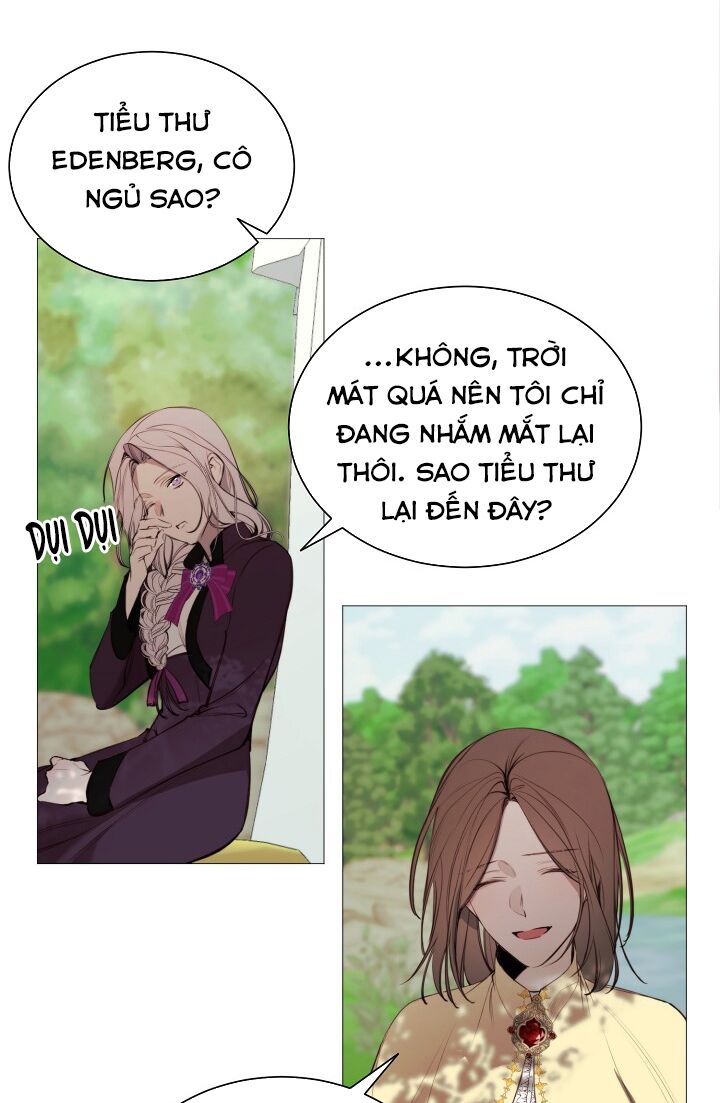 TIỂU THƯ
EDENBERG, CÔ
NGỦ SAO?
...KHÔNG, TRỜI
MÁT QUÁ NÊN TÔI CHỈ
ĐANG NHẮM MẮT LẠI
THÔI. SAO TIỂU THƯ
LẠI ĐẾN ĐÂY?
DỤI DỤI